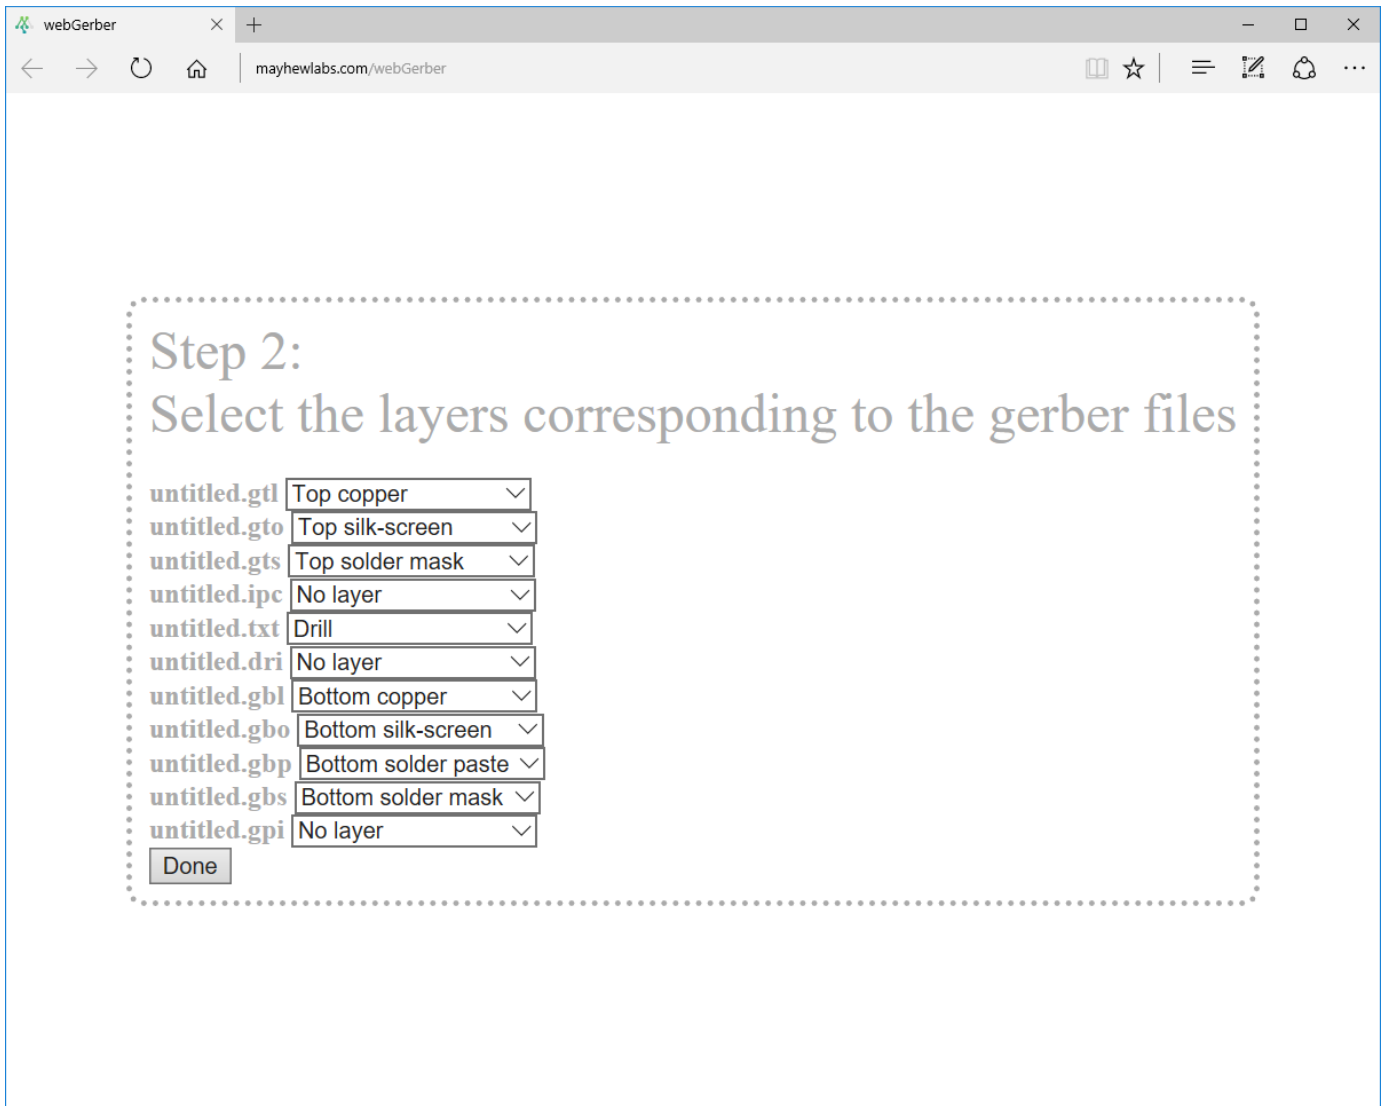 webGerber
mayhewlabs.com/webGerber
Step 2:
Select the layers corresponding to the gerber files
untitled.gtl Top copper
untitled.gto Top silk-screen
untitled.gts Top solder mask
untitled.ipc No layer
untitled.txt Drill
untitled.dri No layer
untitled.gbl Bottom copper
untitled.gbo Bottom silk-screen
untitled.gbp Bottom solder paste
untitled.gbs Bottom solder mask
untitled.gpi No layer
Done